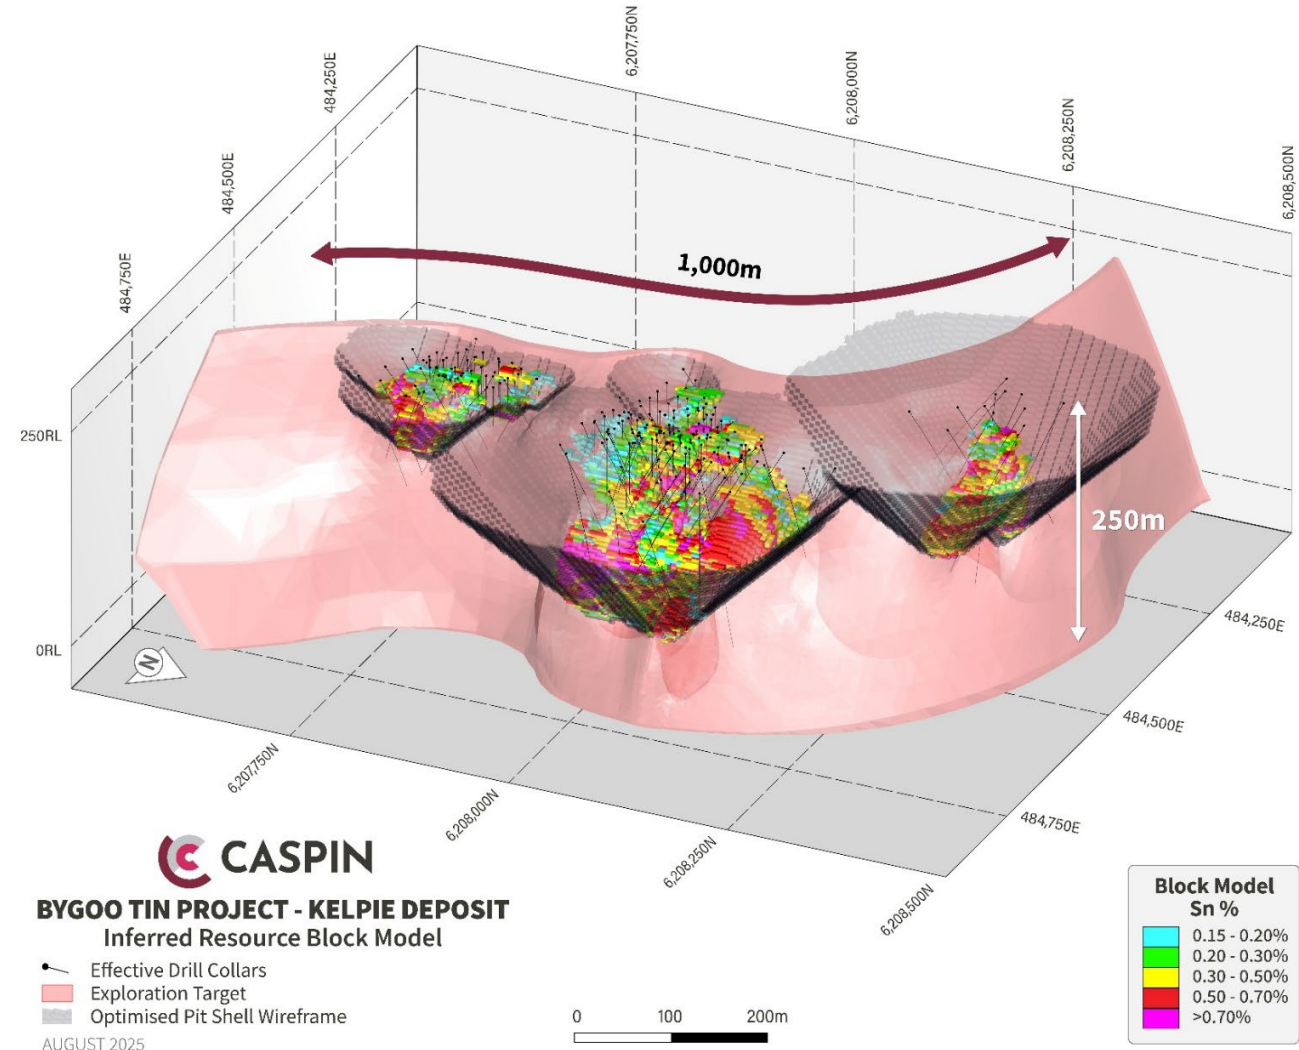 6,207,750N
6,208,000N
6,208,250N
6,208,500N
484,250E
484,500E
484,750E
1,000m
250RL
250m
0RL
N
484,250E
484,500E
484,750E
6,207,750N
6,208,000N
6,208,250N
6,208,500N
CASPIN
BYGOO TIN PROJECT - KELPIE DEPOSIT
Inferred Resource Block Model
Effective Drill Collars
Exploration Target
Optimised Pit Shell Wireframe
AUGUST 2025
0 100 200m
Block Model
Sn %
0.15 - 0.20%
0.20 - 0.30%
0.30 - 0.50%
0.50 - 0.70%
>0.70%